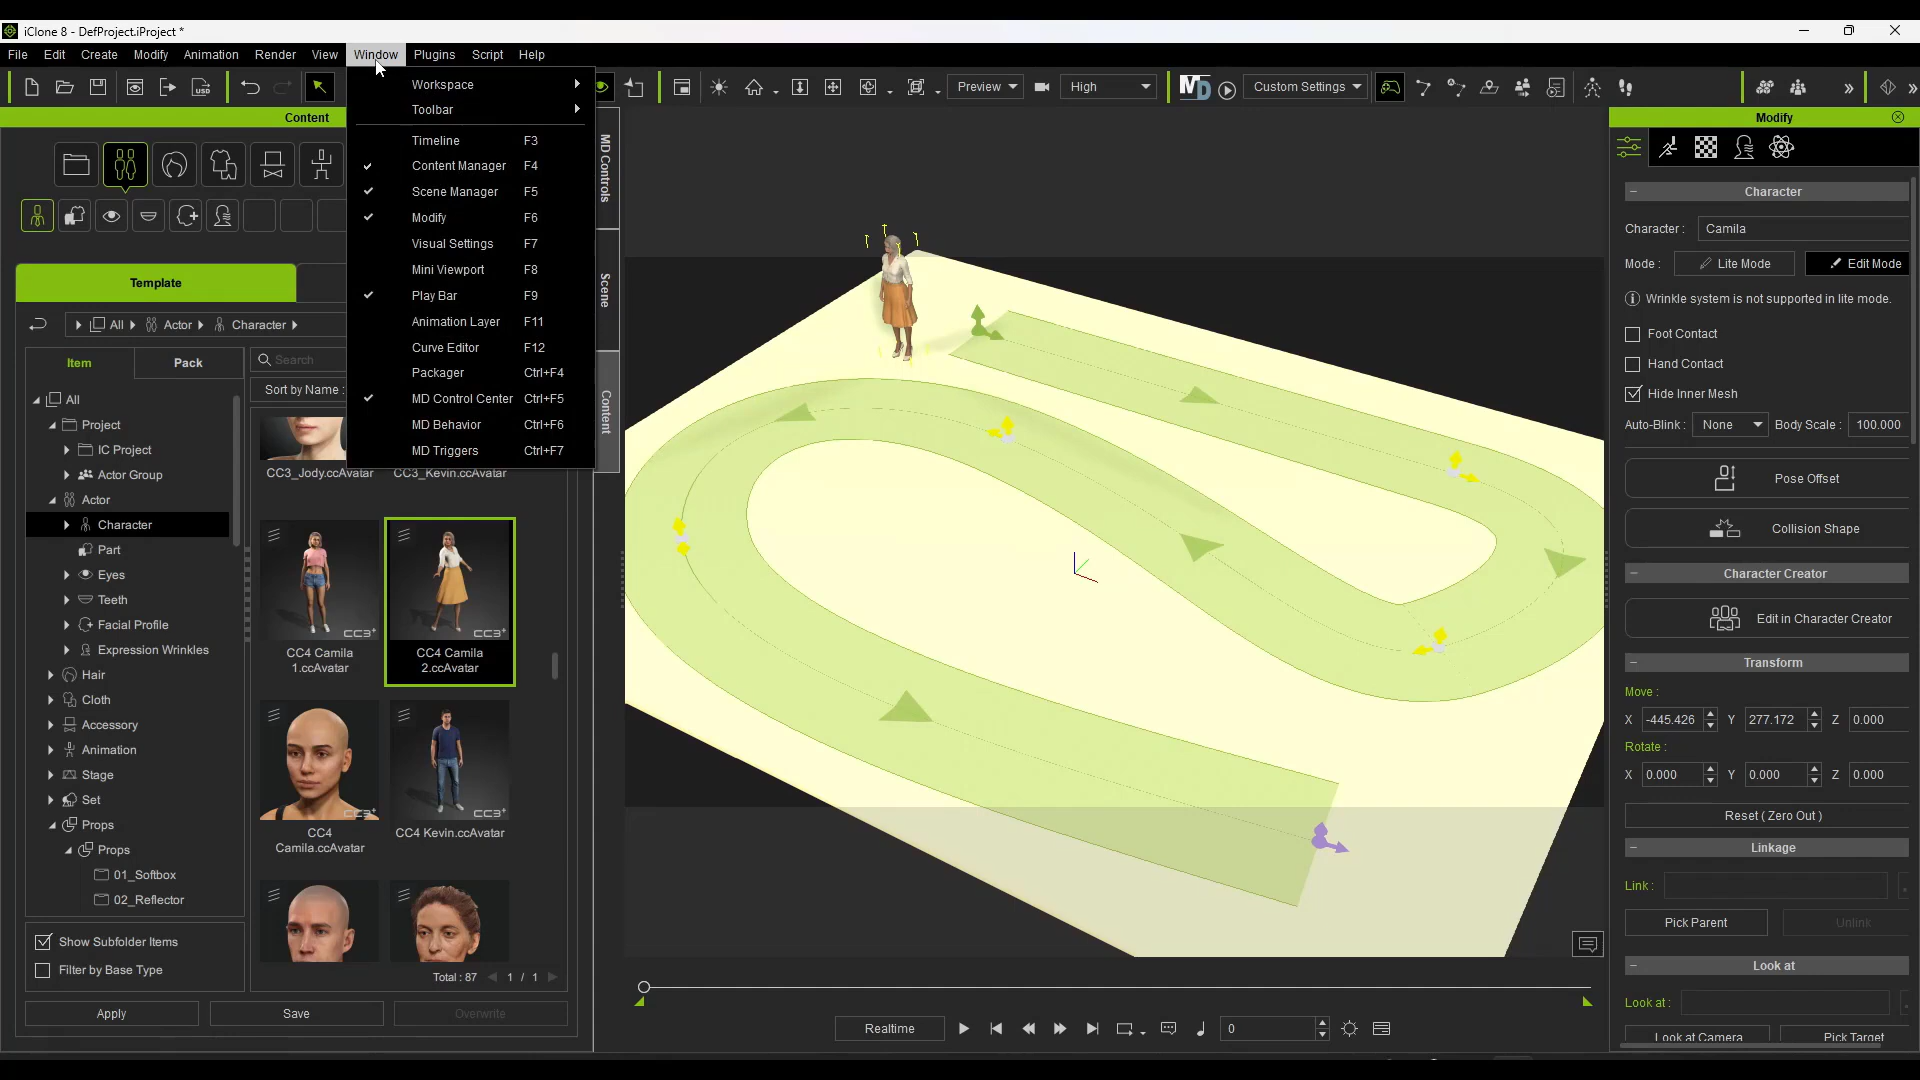 iClone 8 - DefProject.iProject *
File Edit Create Modify Animation Render View Window Plugins Script Help
Preview High MD Custom Settings
Content
Modify
Workspace
Toolbar
Timeline F3
Content Manager F4
Scene Manager F5
Modify F6
Visual Settings F7
Mini Viewport F8
Play Bar F9
Animation Layer F11
Curve Editor F12
Packager Ctrl+F4
MD Control Center Ctrl+F5
MD Behavior Ctrl+F6
MD Triggers Ctrl+F7
MD Controls
Scene
Content
Template
All Actor Character
Item Pack
Search
Sort by Name :
All
Project
IC Project
Actor Group
Actor
Character
Part
Eyes
Teeth
Facial Profile
Expression Wrinkles
Hair
Cloth
Accessory
Animation
Stage
Set
Props
Props
01_Softbox
02_Reflector
Show Subfolder Items
Filter by Base Type
CC3_Jody.ccAvatar CC3_Kevin.ccAvatar
CC3+ CC3+
CC4 Camila
1.ccAvatar
CC4 Camila
2.ccAvatar
CC3+ CC3+
CC4
Camila.ccAvatar
CC4 Kevin.ccAvatar
Total : 87 1 / 1
Apply Save Overwrite
Realtime 0
Character
Character : Camila
Mode : Lite Mode Edit Mode
Wrinkle system is not supported in lite mode.
Foot Contact
Hand Contact
Hide Inner Mesh
Auto-Blink : None Body Scale : 100.000
Pose Offset
Collision Shape
Character Creator
Edit in Character Creator
Transform
Move :
X -445.426 Y 277.172 Z 0.000
Rotate :
X 0.000 Y 0.000 Z 0.000
Reset ( Zero Out )
Linkage
Link :
Pick Parent Unlink
Look at
Look at :
Look at Camera Pick Target